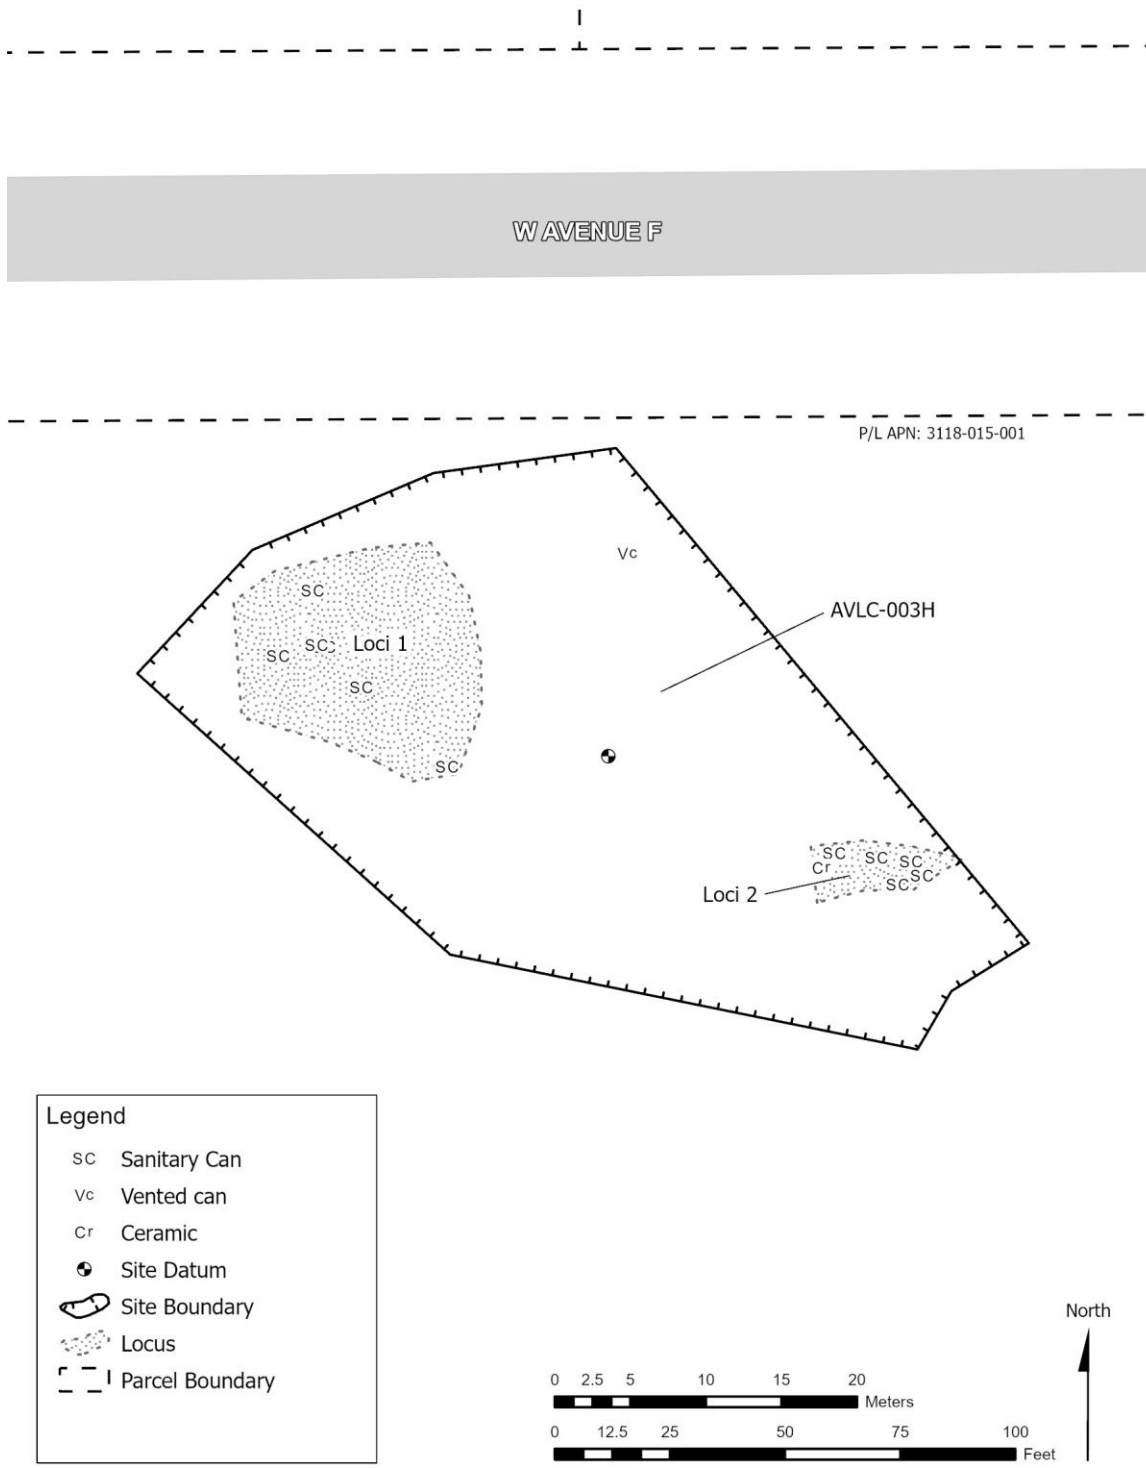 W AVENUE F
P/L APN: 3118-015-001
Vc
SC
AVLC-003H
SC SC Loci 1
SC
SC
SC SC SC
Cr SC
SC
Loci 2
Legend
SC Sanitary Can
Vc Vented can
Cr Ceramic
Site Datum
Site Boundary
Locus
Parcel Boundary
North
0 2.5 5 10 15 20
Meters
0 12.5 25 50 75 100
Feet